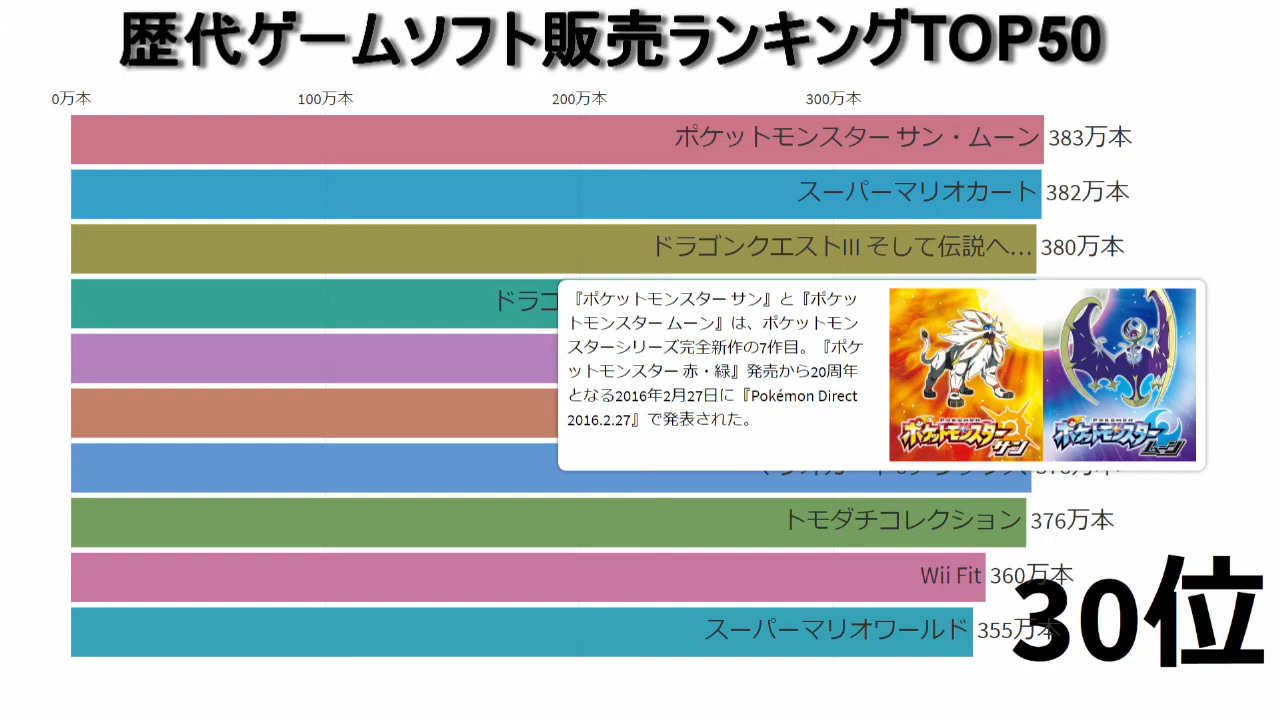 歴代ゲームソフト販売ランキングTOP50
0万本 100万本 200万本 300万本
ポケットモンスター サン・ムーン 383万本
スーパーマリオカート 382万本
ドラゴンクエストIII そして伝説へ… 380万本
ドラゴ
『ポケットモンスター サン』と『ポケッ
トモンスター ムーン』は、ポケットモン
スターシリーズ完全新作の7作目。『ポケ
ットモンスター 赤・緑』発売から20周年
となる2016年2月27日に『Pokémon Direct
2016.2.27』で発表された。
POKEMON
ポケットモンスター
サン
POKEMON
ポケットモンスター
ムーン
トモダチコレクション 376万本
Wii Fit 360万本
スーパーマリオワールド 355万本
30位